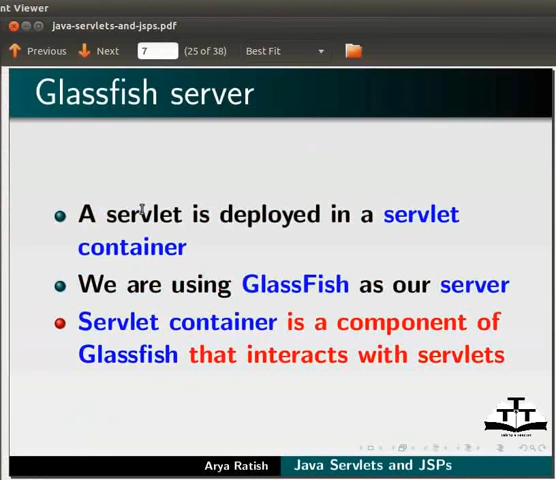 nt Viewer
java-servlets-and-jsps.pdf
Previous Next 7 (25 of 38) Best Fit
Glassfish server
A servlet is deployed in a servlet
container
We are using GlassFish as our server
Servlet container is a component of
Glassfish that interacts with servlets
Arya Ratish Java Servlets and JSPs